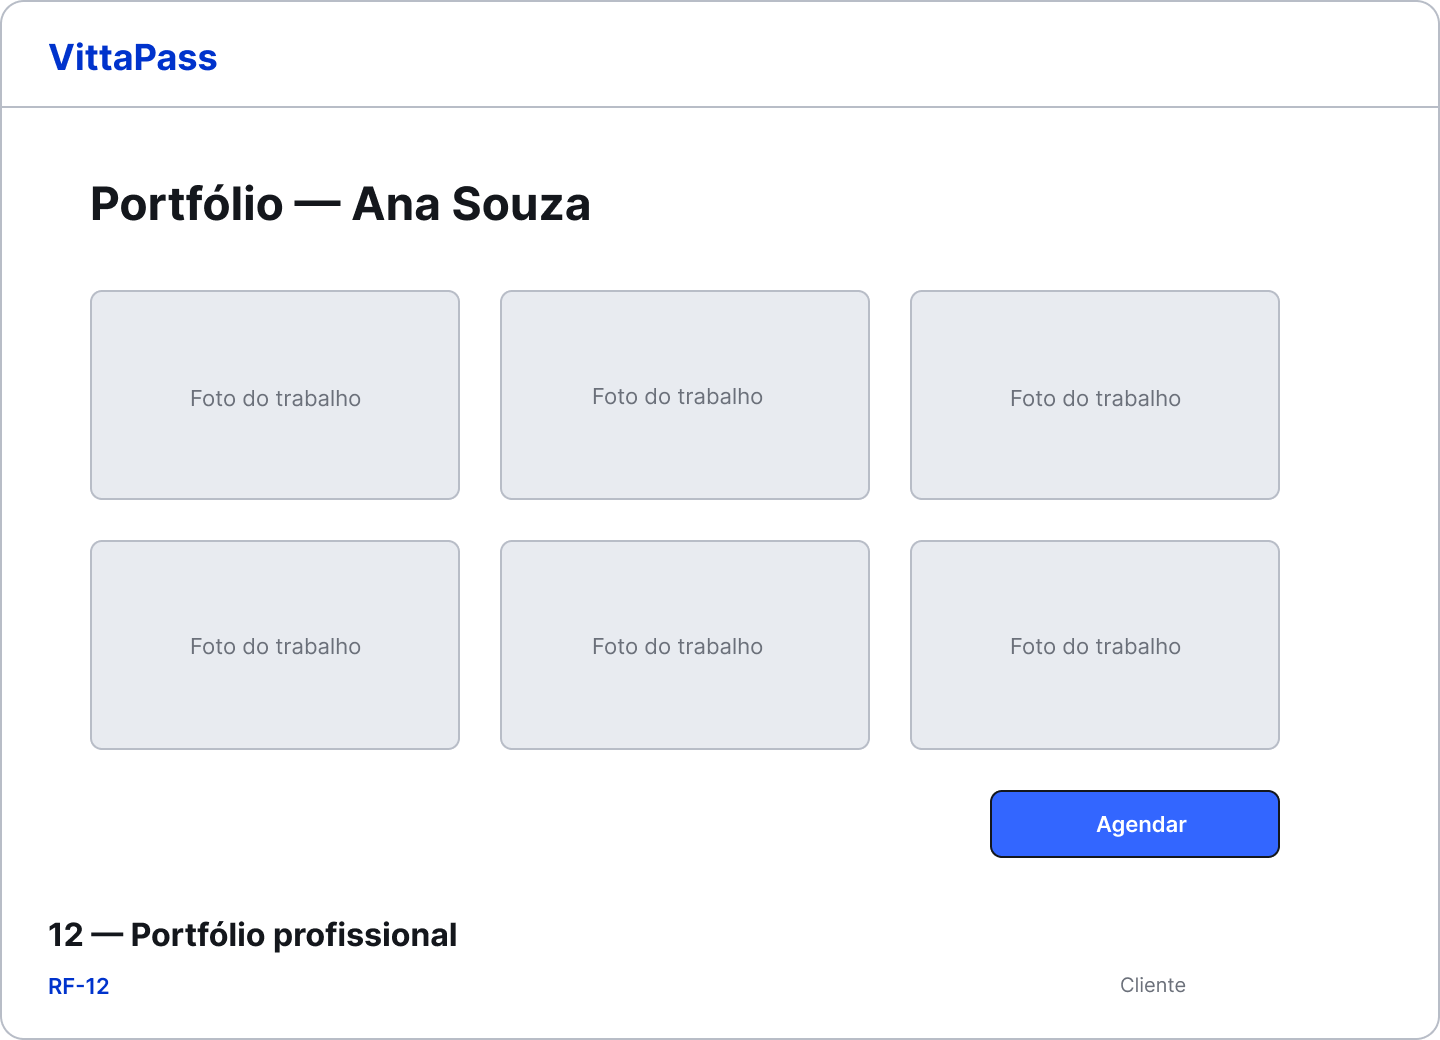 VittaPass
Portfólio — Ana Souza
Foto do trabalho
Foto do trabalho
Foto do trabalho
Foto do trabalho
Foto do trabalho
Foto do trabalho
Agendar
12 — Portfólio profissional
RF-12
Cliente